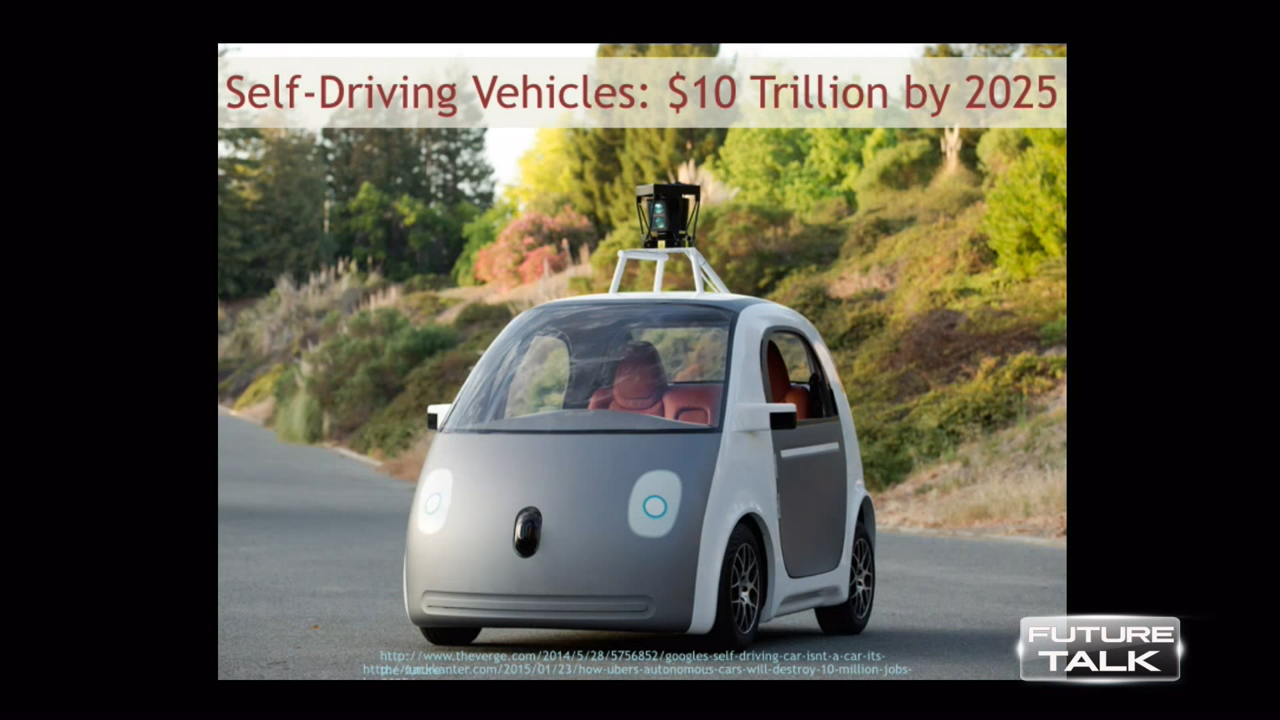 Self-Driving Vehicles: $10 Trillion by 2025
http://www.theverge.com/2014/5/28/5756852/googles-self-driving-car-isnt-a-car-its-
zackkanter.com/2015/01/23/how-ubers-autonomous-cars-will-destroy-10-million-jobs-
FUTURE
TALK